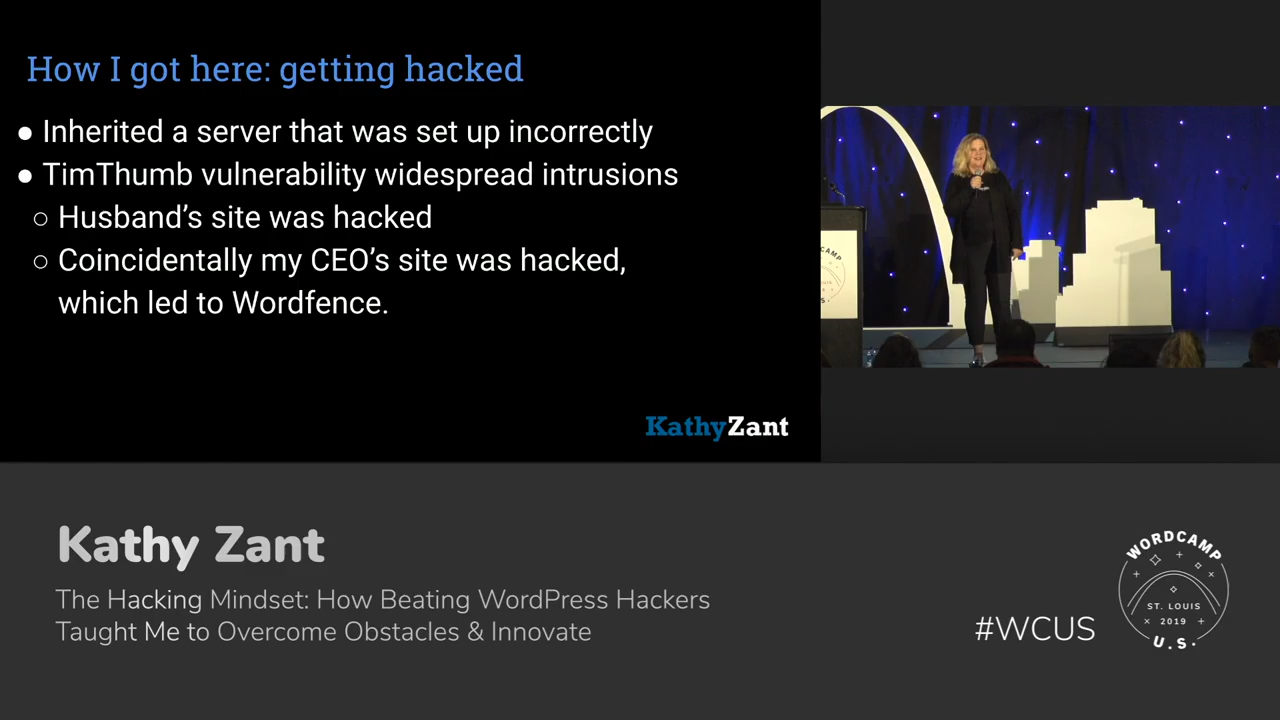 How I got here: getting hacked
● Inherited a server that was set up incorrectly
● TimThumb vulnerability widespread intrusions
○ Husband’s site was hacked
○ Coincidentally my CEO’s site was hacked,
which led to Wordfence.
KathyZant
Kathy Zant
The Hacking Mindset: How Beating WordPress Hackers
Taught Me to Overcome Obstacles & Innovate
#WCUS
WORDCAMP
ST. LOUIS
2019
U.S.